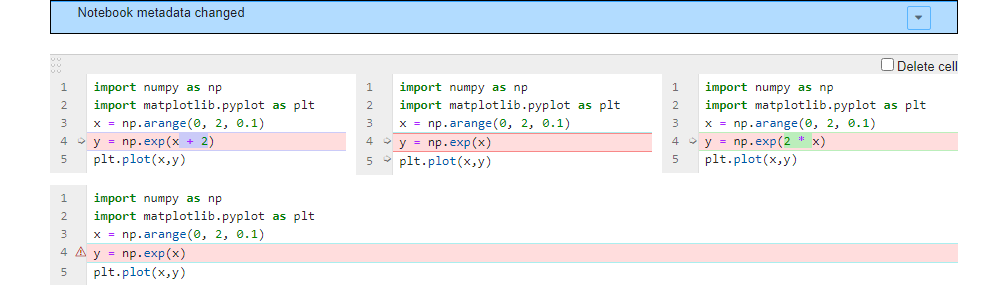 Notebook metadata changed
Delete cell
1 import numpy as np
2 import matplotlib.pyplot as plt
3 x = np.arange(0, 2, 0.1)
4 y = np.exp(x + 2)
5 plt.plot(x,y)
1 import numpy as np
2 import matplotlib.pyplot as plt
3 x = np.arange(0, 2, 0.1)
4 y = np.exp(x)
5 plt.plot(x,y)
1 import numpy as np
2 import matplotlib.pyplot as plt
3 x = np.arange(0, 2, 0.1)
4 y = np.exp(2 * x)
5 plt.plot(x,y)
1 import numpy as np
2 import matplotlib.pyplot as plt
3 x = np.arange(0, 2, 0.1)
4 y = np.exp(x)
5 plt.plot(x,y)